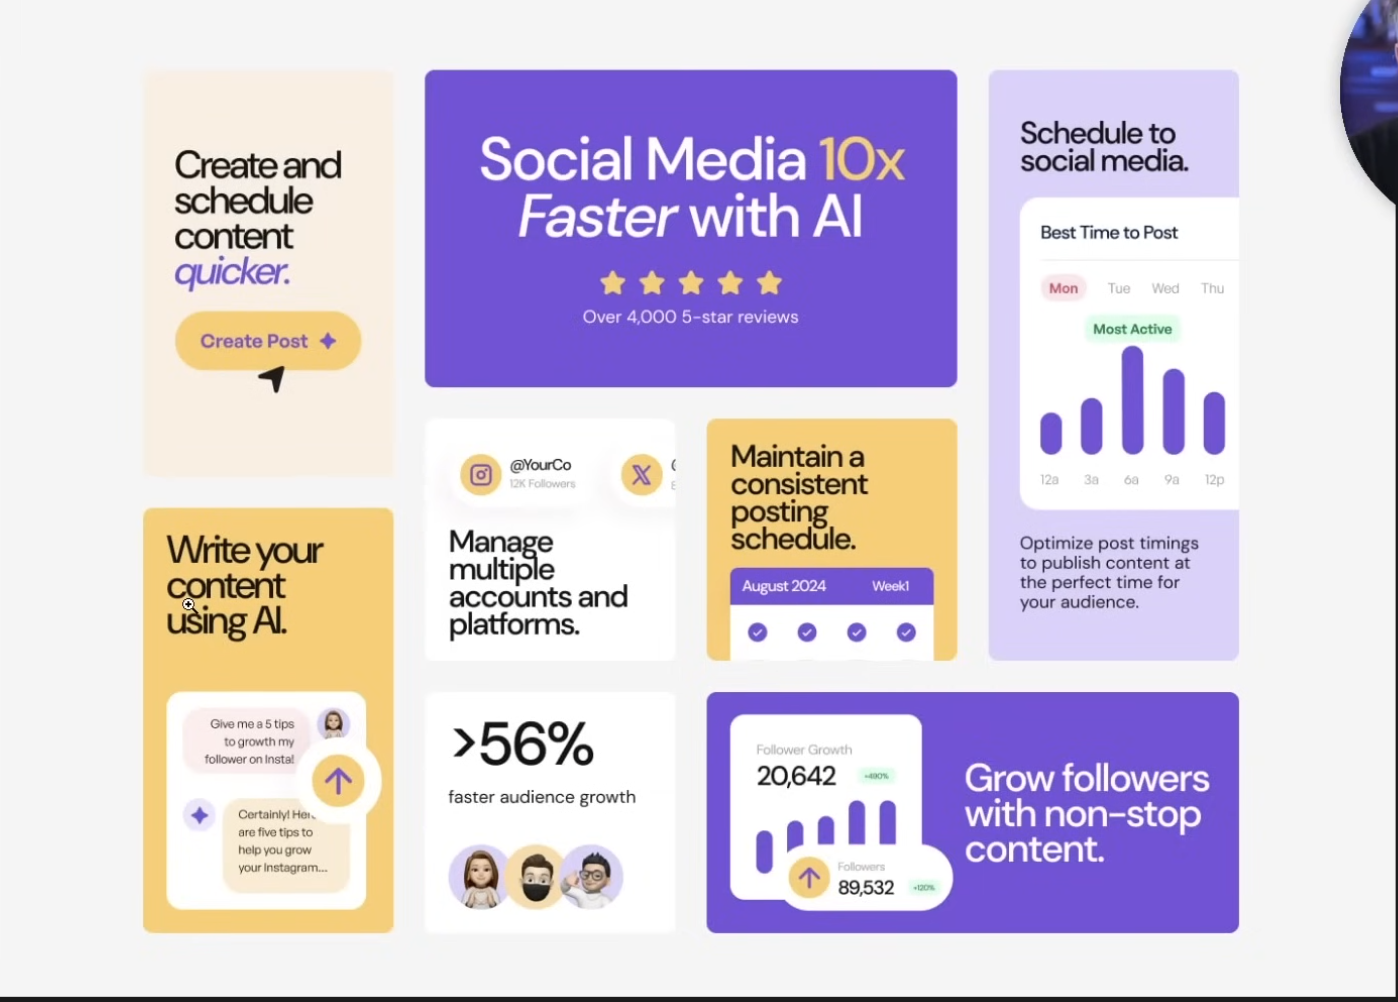 Create and
schedule
content
quicker.
Create Post
Social Media 10x
Faster with AI
Over 4,000 5-star reviews
Schedule to
social media.
Best Time to Post
Mon Tue Wed Thu
Most Active
12a 3a 6a 9a 12p
Optimize post timings
to publish content at
the perfect time for
your audience.
@YourCo
12K Followers
Manage
multiple
accounts and
platforms.
Maintain a
consistent
posting
schedule.
August 2024 Week1
Write your
content
using AI.
Give me a 5 tips
to growth my
follower on Insta!
Certainly!
are five tips to
help you grow
your Instagram...
>56%
faster audience growth
Follower Growth
20,642 +490%
Followers
89,532 +120%
Grow followers
with non-stop
content.